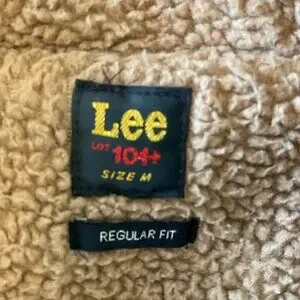 Lee
LOT 101+
SIZE M
REGULAR FIT